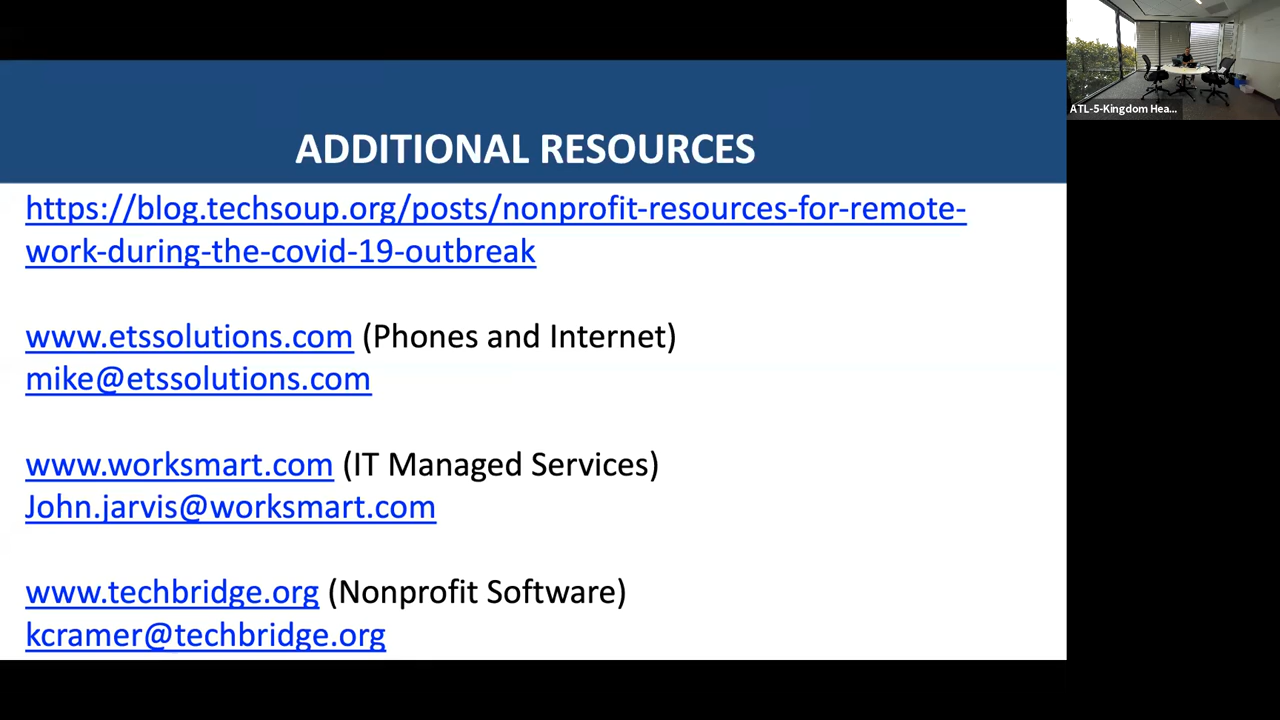 ATL-5-Kingdom Hea...
ADDITIONAL RESOURCES
https://blog.techsoup.org/posts/nonprofit-resources-for-remote-
work-during-the-covid-19-outbreak
www.etssolutions.com (Phones and Internet)
mike@etssolutions.com
www.worksmart.com (IT Managed Services)
John.jarvis@worksmart.com
www.techbridge.org (Nonprofit Software)
kcramer@techbridge.org